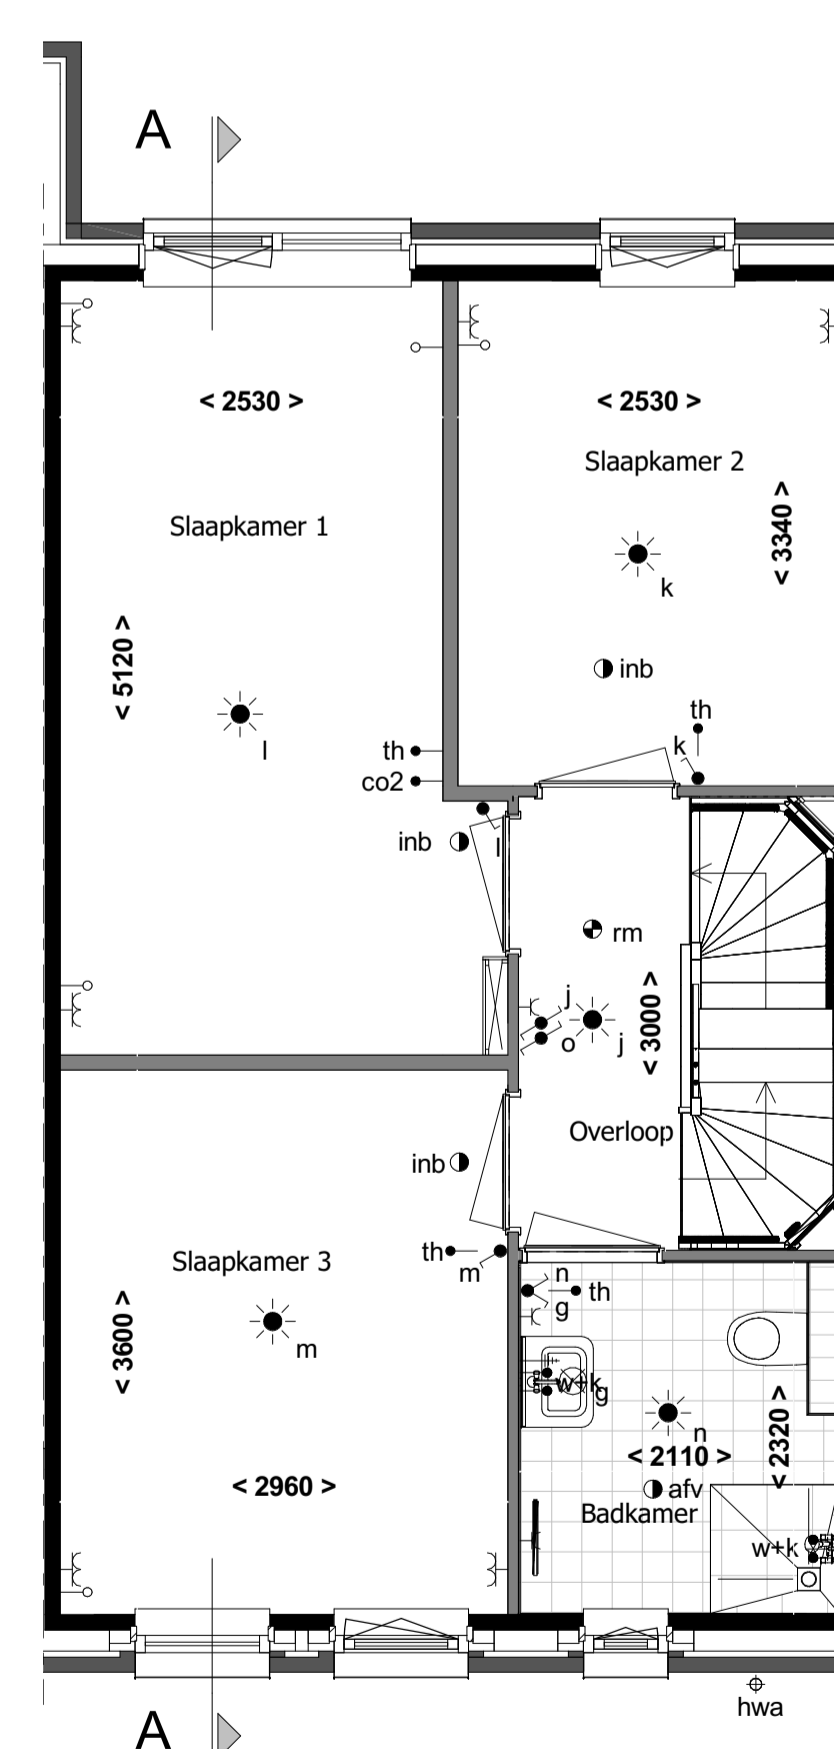 A
< 2530 >
< 2530 >
Slaapkamer 2
< 3340 >
Slaapkamer 1
k
< 5120 >
inb
l
th
th
k
co2
inb
l
rm
j
< 3000 >
o
j
Overloop
inb
th
m
Slaapkamer 3
n
th
g
< 3600 >
m
w+k
g
< 2320 >
n
< 2110 >
< 2960 >
afv
Badkamer
w+k
hwa
A